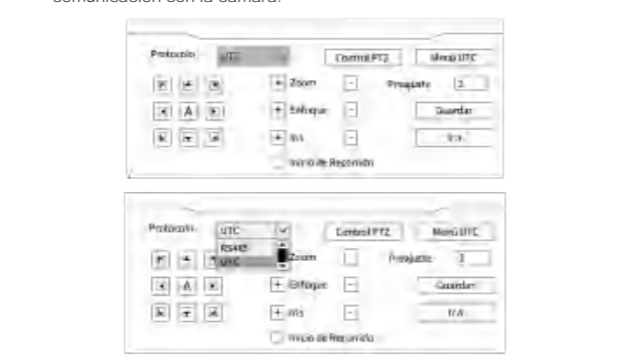 comunicación con la cámara.
Protocolo UTC Control PTZ Menú UTC
+ Zoom - Preajuste 1
A + Enfoque - Guardar
+ Iris - Ir A
Inicio de Recorrido
Protocolo UTC Control PTZ Menú UTC
RS485
UTC Zoom Preajuste 1
A + Enfoque - Guardar
+ Iris - Ir A
Inicio de Recorrido